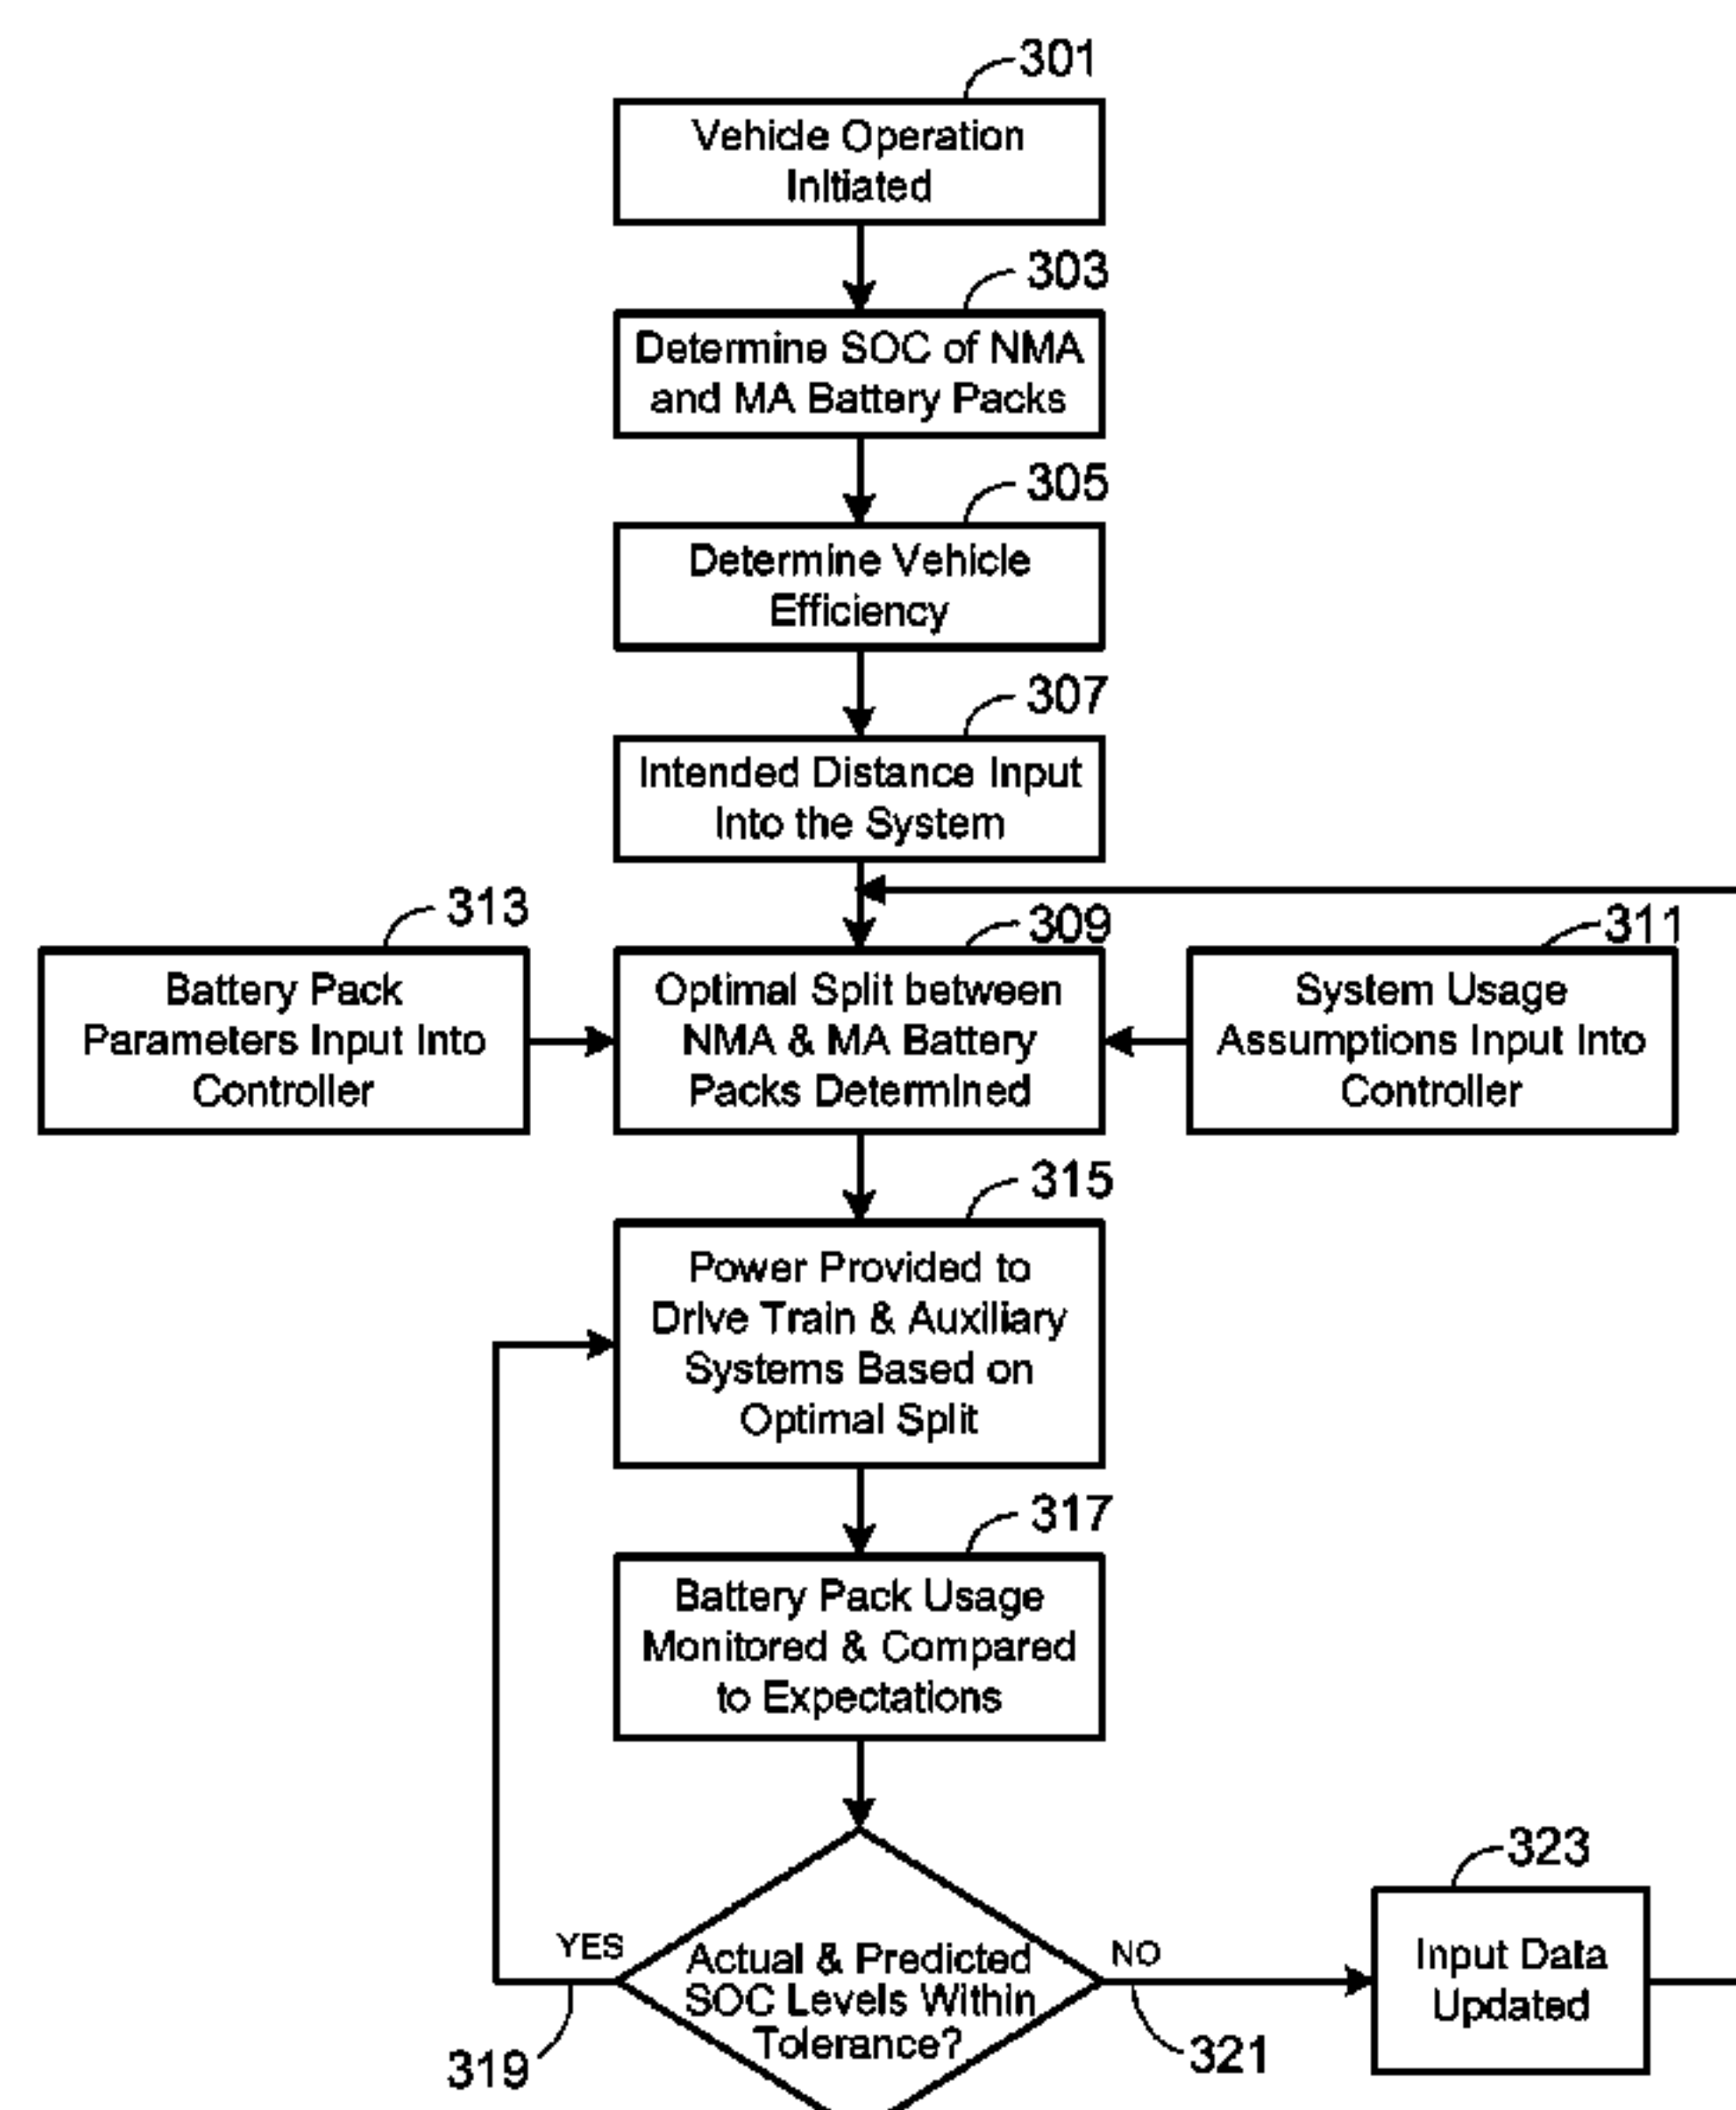 301
Vehicle Operation
Initiated
303
Determine SOC of NMA
and MA Battery Packs
305
Determine Vehicle
Efficiency
307
Intended Distance Input
Into the System
313
Battery Pack
Parameters Input Into
Controller
309
Optimal Split between
NMA & MA Battery
Packs Determined
311
System Usage
Assumptions Input Into
Controller
315
Power Provided to
Drive Train & Auxiliary
Systems Based on
Optimal Split
317
Battery Pack Usage
Monitored & Compared
to Expectations
YES
319
Actual & Predicted
SOC Levels Within
Tolerance?
NO
321
323
Input Data
Updated